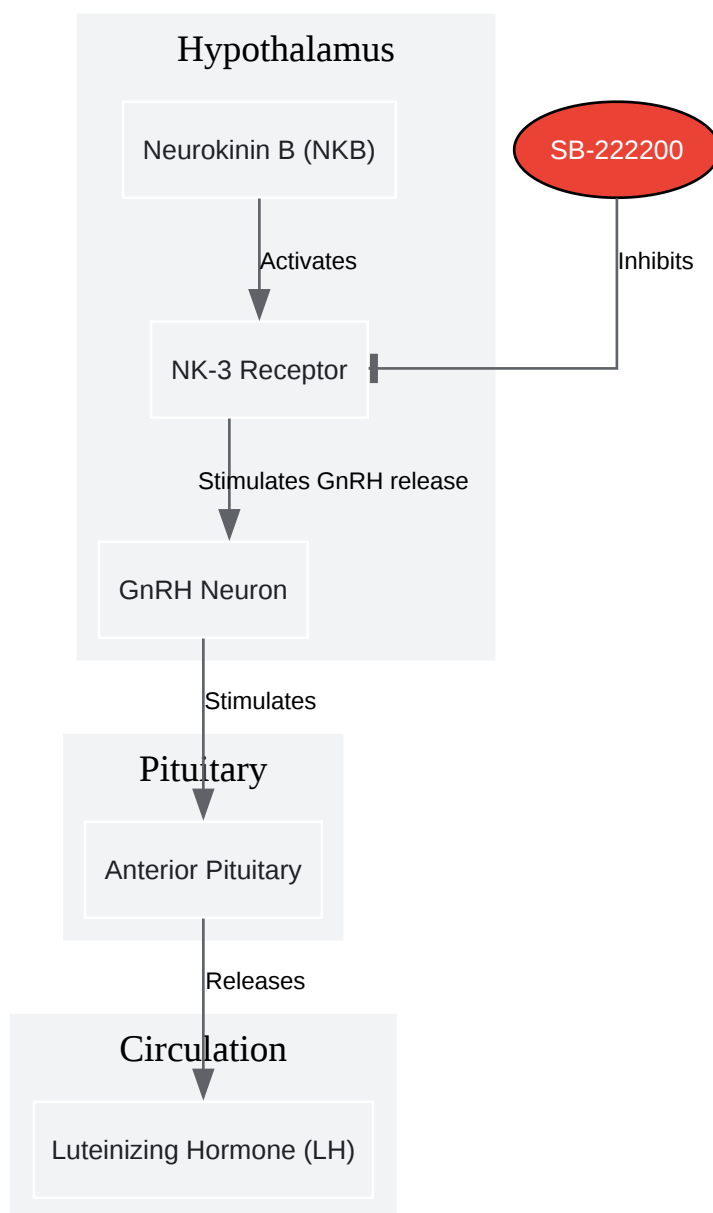 Hypothalamus
Neurokinin B (NKB)
SB-222200
Activates
Inhibits
NK-3 Receptor
Stimulates GnRH release
GnRH Neuron
Stimulates
Pituitary
Anterior Pituitary
Releases
Circulation
Luteinizing Hormone (LH)